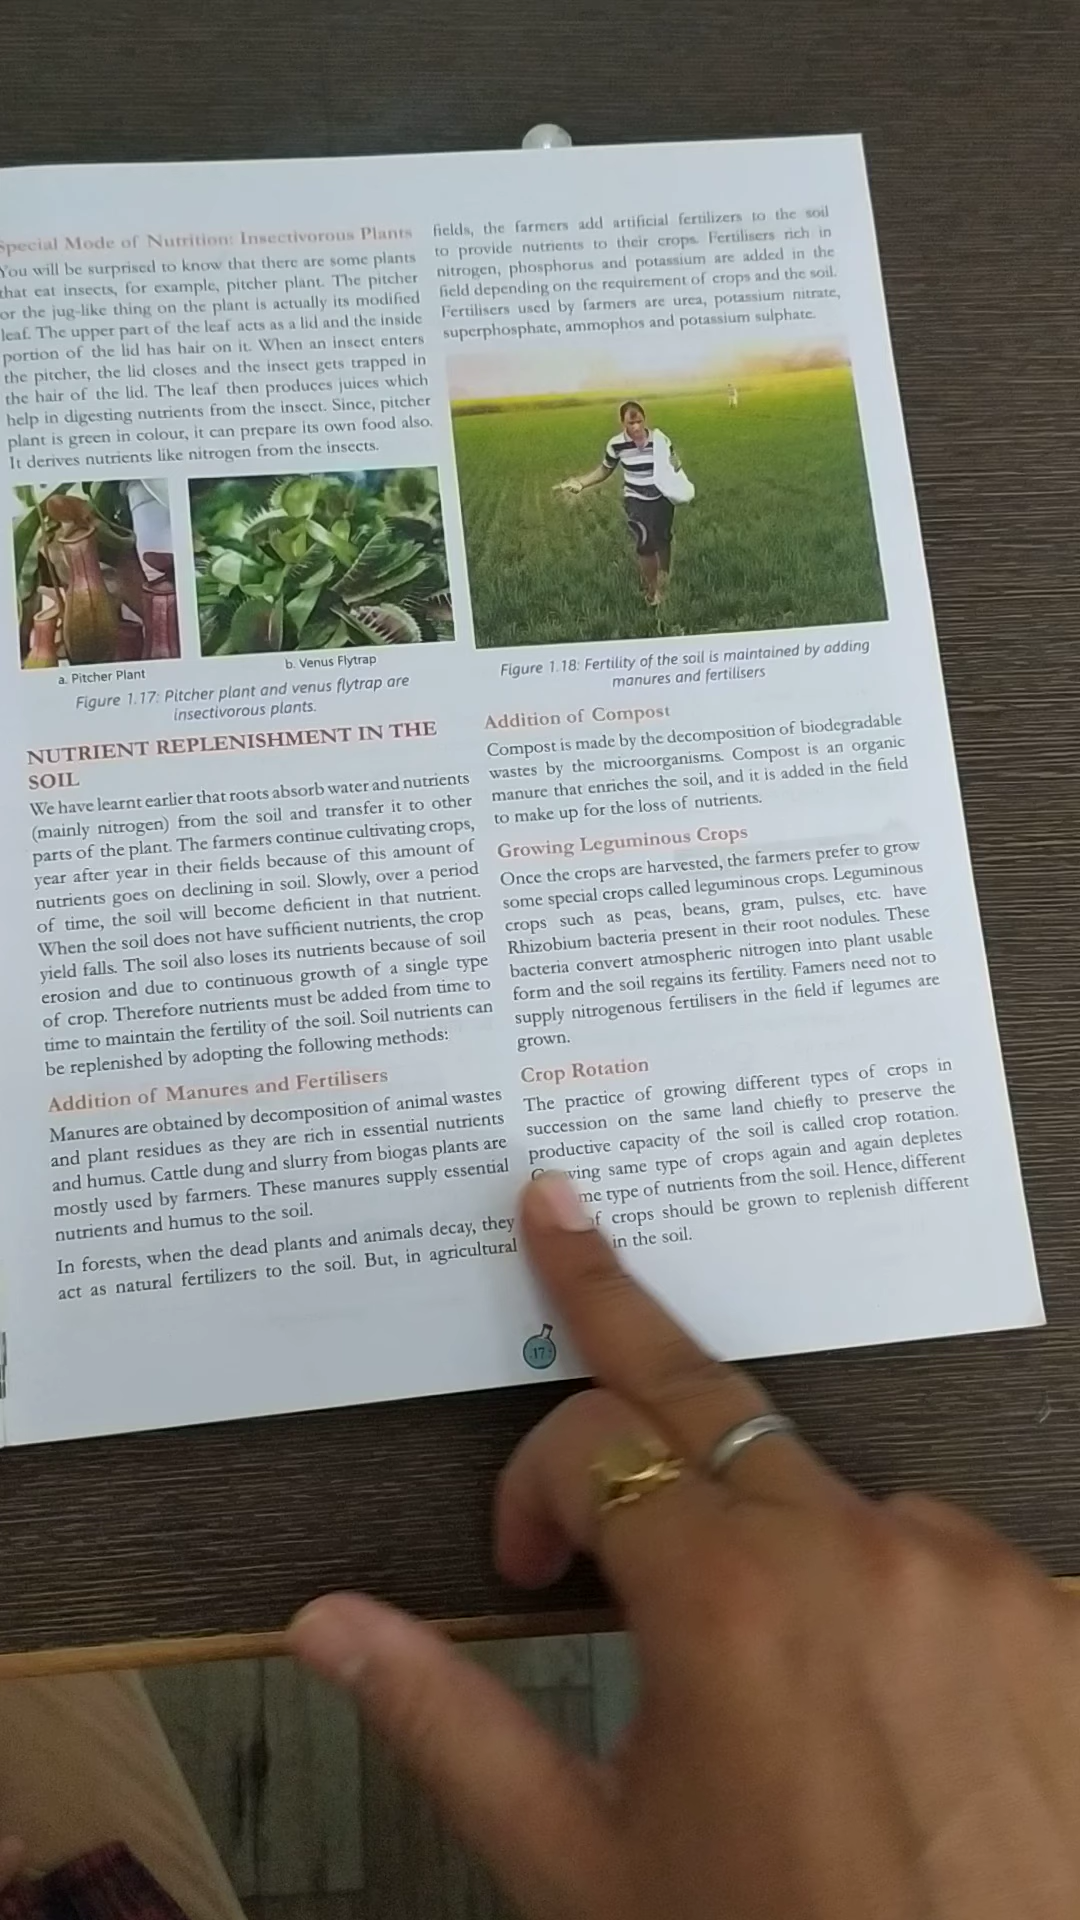 Special Mode of Nutrition: Insectivorous Plants
You will be surprised to know that there are some plants
that eat insects, for example, pitcher plant. The pitcher
or the jug-like thing on the plant is actually its modified
leaf. The upper part of the leaf acts as a lid and the inside
portion of the lid has hair on it. When an insect enters
the pitcher, the lid closes and the insect gets trapped in
the hair of the lid. The leaf then produces juices which
help in digesting nutrients from the insect. Since, pitcher
plant is green in colour, it can prepare its own food also.
It derives nutrients like nitrogen from the insects.
a. Pitcher Plant
b. Venus Flytrap
Figure 1.17: Pitcher plant and venus flytrap are
insectivorous plants.
NUTRIENT REPLENISHMENT IN THE
SOIL
We have learnt earlier that roots absorb water and nutrients
(mainly nitrogen) from the soil and transfer it to other
parts of the plant. The farmers continue cultivating crops,
year after year in their fields because of this amount of
nutrients goes on declining in soil. Slowly, over a period
of time, the soil will become deficient in that nutrient.
When the soil does not have sufficient nutrients, the crop
yield falls. The soil also loses its nutrients because of soil
erosion and due to continuous growth of a single type
of crop. Therefore nutrients must be added from time to
time to maintain the fertility of the soil. Soil nutrients can
be replenished by adopting the following methods:
Addition of Manures and Fertilisers
Manures are obtained by decomposition of animal wastes
and plant residues as they are rich in essential nutrients
and humus. Cattle dung and slurry from biogas plants are
mostly used by farmers. These manures supply essential
nutrients and humus to the soil.
In forests, when the dead plants and animals decay, they
act as natural fertilizers to the soil. But, in agricultural
fields, the farmers add artificial fertilizers to the soil
to provide nutrients to their crops. Fertilisers rich in
nitrogen, phosphorus and potassium are added in the
field depending on the requirement of crops and the soil.
Fertilisers used by farmers are urea, potassium nitrate,
superphosphate, ammophos and potassium sulphate.
Figure 1.18: Fertility of the soil is maintained by adding
manures and fertilisers
Addition of Compost
Compost is made by the decomposition of biodegradable
wastes by the microorganisms. Compost is an organic
manure that enriches the soil, and it is added in the field
to make up for the loss of nutrients.
Growing Leguminous Crops
Once the crops are harvested, the farmers prefer to grow
some special crops called leguminous crops. Leguminous
crops such as peas, beans, gram, pulses, etc. have
Rhizobium bacteria present in their root nodules. These
bacteria convert atmospheric nitrogen into plant usable
form and the soil regains its fertility. Famers need not to
supply nitrogenous fertilisers in the field if legumes are
grown.
Crop Rotation
The practice of growing different types of crops in
succession on the same land chiefly to preserve the
productive capacity of the soil is called crop rotation.
same type of crops again and again depletes
type of nutrients from the soil. Hence, different
of crops should be grown to replenish different
in the soil.
17